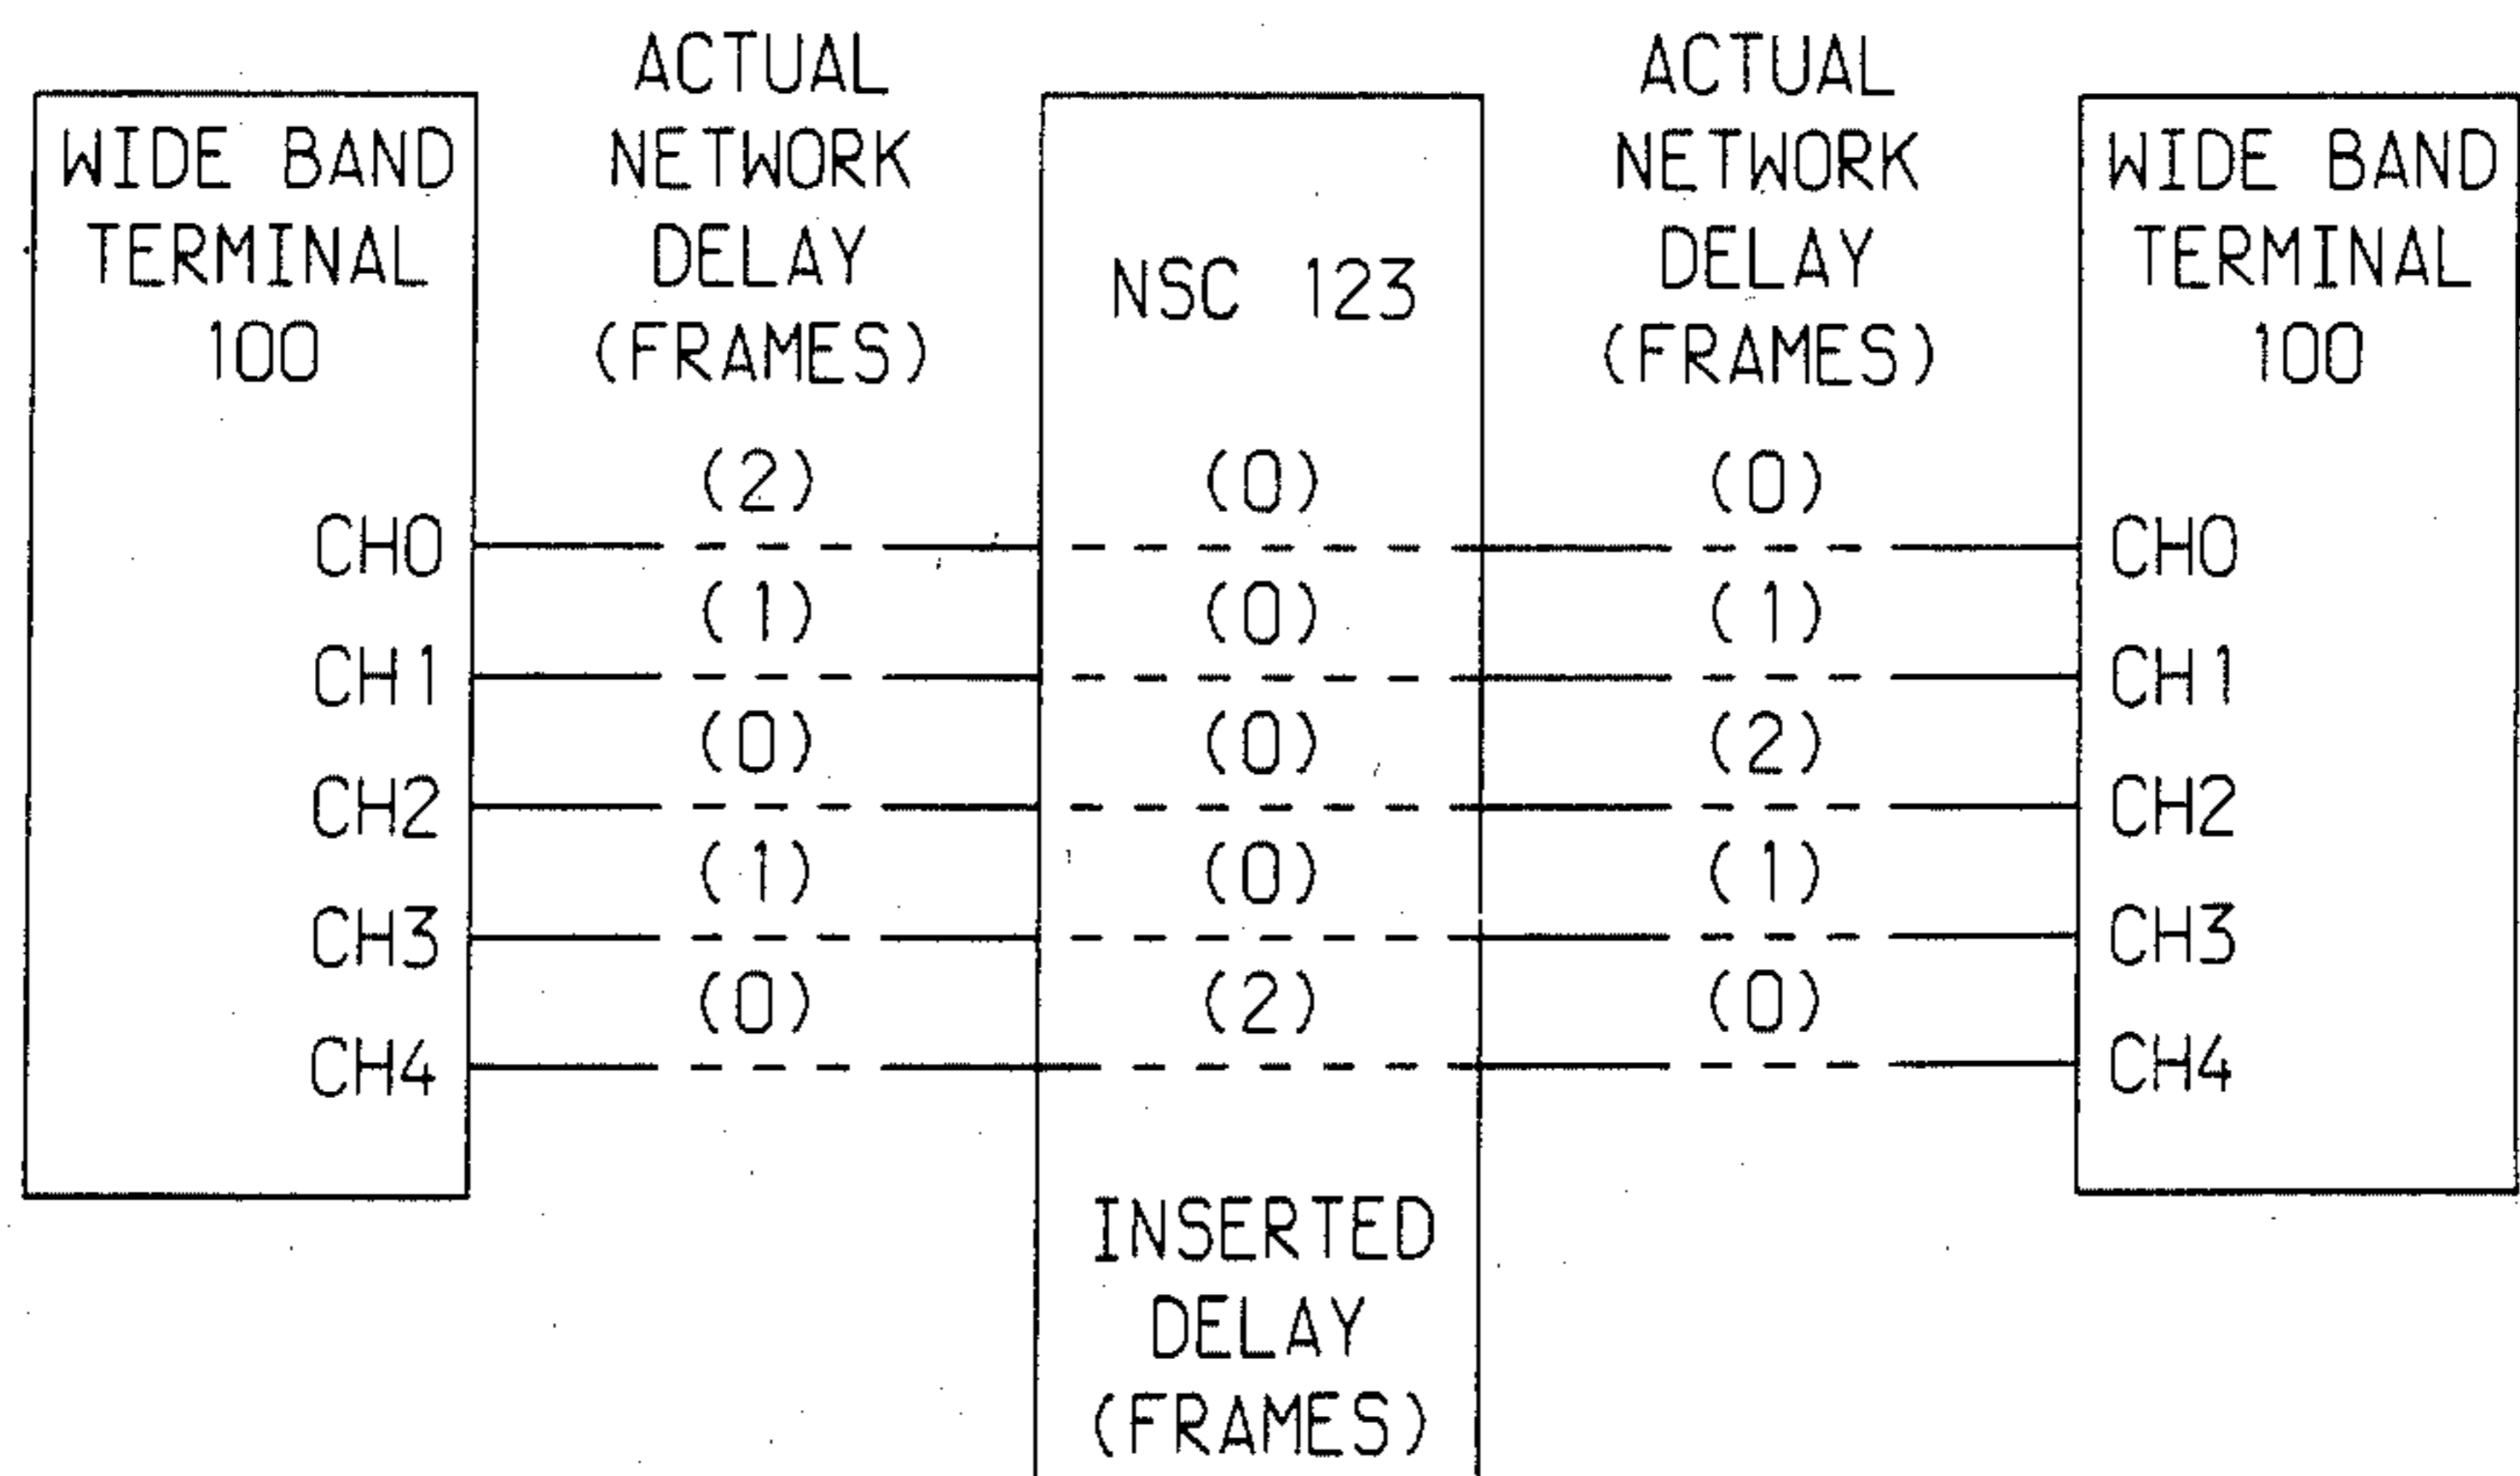 WIDE BAND
TERMINAL
100
ACTUAL
NETWORK
DELAY
(FRAMES)
NSC 123
ACTUAL
NETWORK
DELAY
(FRAMES)
WIDE BAND
TERMINAL
100
(2) (0) (0)
CH0 CH0
(1) (0) (1)
CH1 CH1
(0) (0) (2)
CH2 CH2
(1) (0) (1)
CH3 CH3
(0) (2) (0)
CH4 CH4
INSERTED
DELAY
(FRAMES)